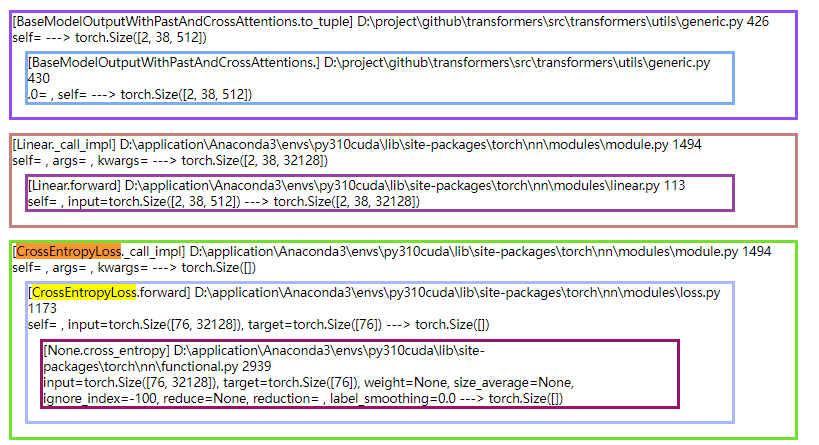 [BaseModelOutputWithPastAndCrossAttentions.to_tuple] D:\project\github\transformers\src\transformers\utils\generic.py 426
self= ---> torch.Size([2, 38, 512])
[BaseModelOutputWithPastAndCrossAttentions.] D:\project\github\transformers\src\transformers\utils\generic.py
430
.0= , self= ---> torch.Size([2, 38, 512])
[Linear._call_impl] D:\application\Anaconda3\envs\py310cuda\lib\site-packages\torch\nn\modules\module.py 1494
self= , args= , kwargs= ---> torch.Size([2, 38, 32128])
[Linear.forward] D:\application\Anaconda3\envs\py310cuda\lib\site-packages\torch\nn\modules\linear.py 113
self= , input=torch.Size([2, 38, 512]) ---> torch.Size([2, 38, 32128])
[CrossEntropyLoss._call_impl] D:\application\Anaconda3\envs\py310cuda\lib\site-packages\torch\nn\modules\module.py 1494
self= , args= , kwargs= ---> torch.Size([])
[CrossEntropyLoss.forward] D:\application\Anaconda3\envs\py310cuda\lib\site-packages\torch\nn\modules\loss.py
1173
self= , input=torch.Size([76, 32128]), target=torch.Size([76]) ---> torch.Size([])
[None.cross_entropy] D:\application\Anaconda3\envs\py310cuda\lib\site-
packages\torch\nn\functional.py 2939
input=torch.Size([76, 32128]), target=torch.Size([76]), weight=None, size_average=None,
ignore_index=-100, reduce=None, reduction= , label_smoothing=0.0 ---> torch.Size([])